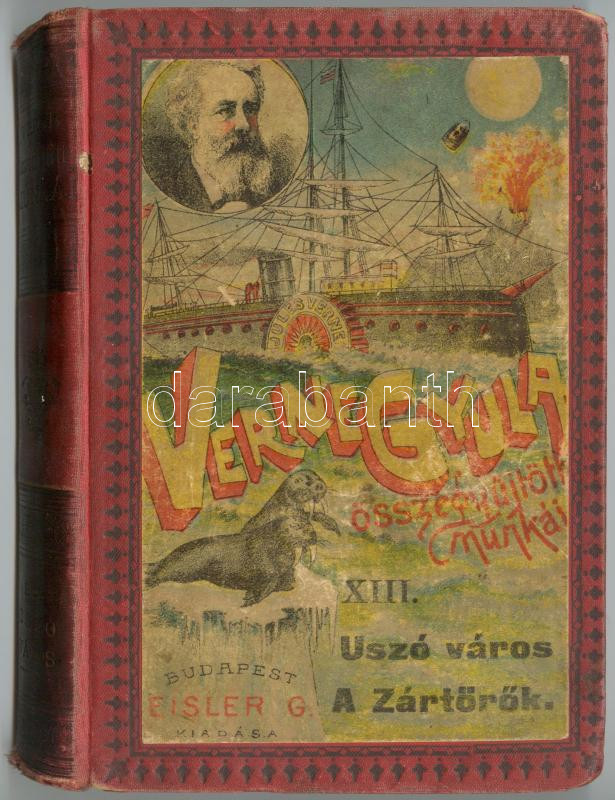 JULES VERNE
VERNE GYULA
összegyüjtött
munkái
XIII.
Uszó város
A Zártörők.
BUDAPEST
EISLER G.
KIADÁSA
darabanth